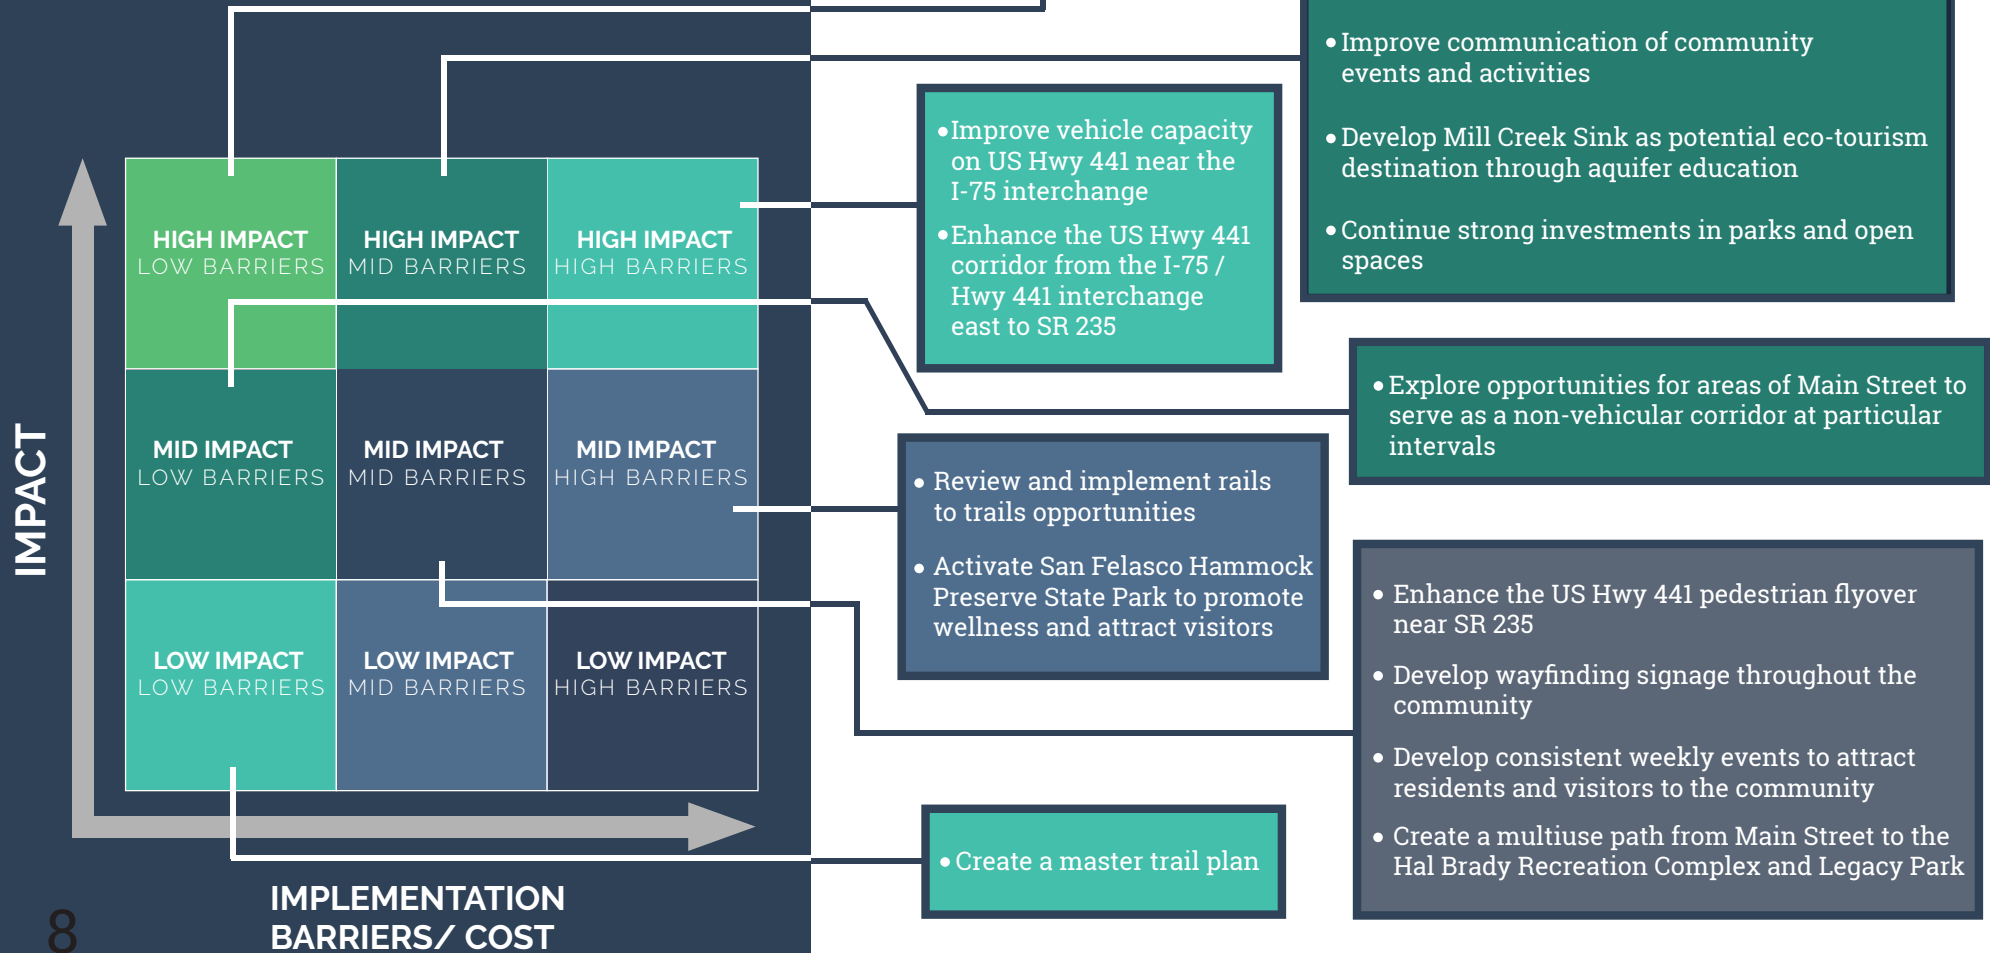 • Improve communication of community
events and activities
• Develop Mill Creek Sink as potential eco-tourism
destination through aquifer education
• Continue strong investments in parks and open
spaces
• Improve vehicle capacity
on US Hwy 441 near the
I-75 interchange
• Enhance the US Hwy 441
corridor from the I-75 /
Hwy 441 interchange
east to SR 235
HIGH IMPACT
LOW BARRIERS
HIGH IMPACT
MID BARRIERS
HIGH IMPACT
HIGH BARRIERS
• Explore opportunities for areas of Main Street to
serve as a non-vehicular corridor at particular
intervals
IMPACT
MID IMPACT
LOW BARRIERS
MID IMPACT
MID BARRIERS
MID IMPACT
HIGH BARRIERS
• Review and implement rails
to trails opportunities
• Activate San Felasco Hammock
Preserve State Park to promote
wellness and attract visitors
• Enhance the US Hwy 441 pedestrian flyover
near SR 235
• Develop wayfinding signage throughout the
community
• Develop consistent weekly events to attract
residents and visitors to the community
• Create a multiuse path from Main Street to the
Hal Brady Recreation Complex and Legacy Park
LOW IMPACT
LOW BARRIERS
LOW IMPACT
MID BARRIERS
LOW IMPACT
HIGH BARRIERS
• Create a master trail plan
IMPLEMENTATION
BARRIERS/ COST
8